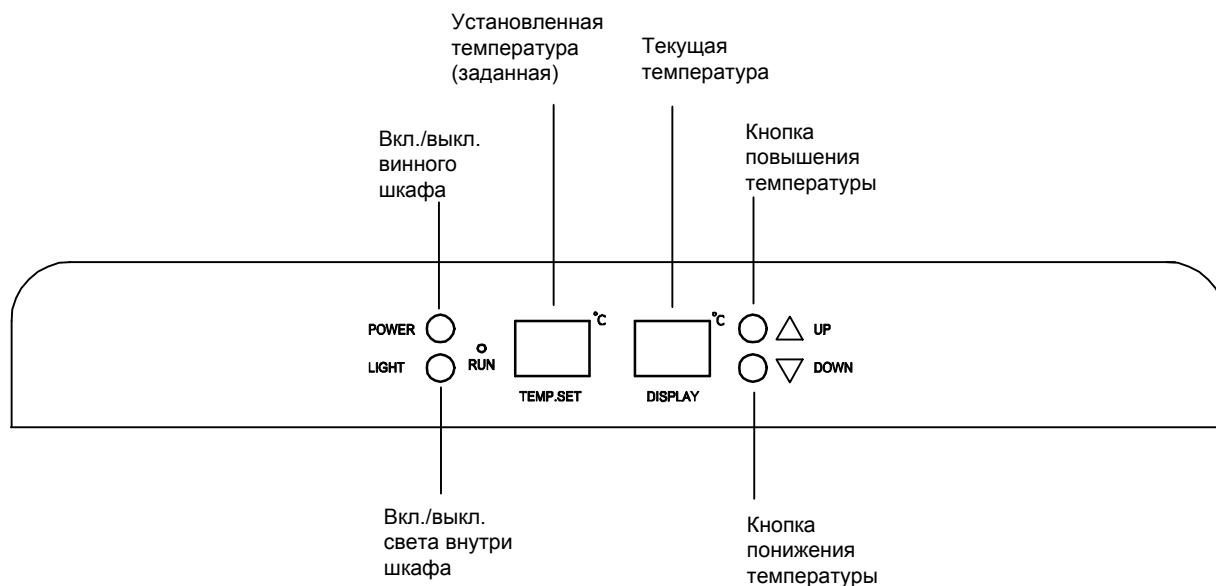 Установленная
температура
(заданная)
Текущая
температура
Вкл./выкл.
винного
шкафа
Кнопка
повышения
температуры
POWER
LIGHT
RUN
°C
TEMP.SET
°C
DISPLAY
UP
DOWN
Вкл./выкл.
света внутри
шкафа
Кнопка
понижения
температуры